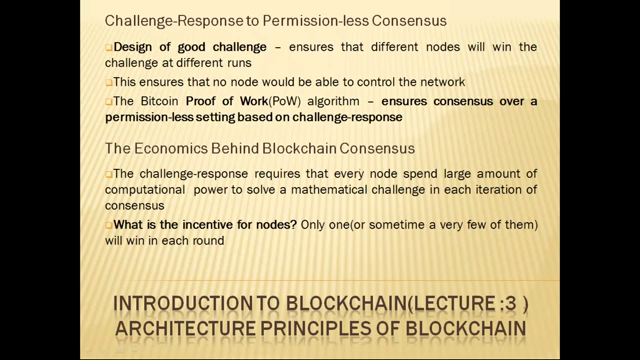 Challenge-Response to Permission-less Consensus
❑Design of good challenge – ensures that different nodes will win the
challenge at different runs
❑This ensures that no node would be able to control the network
❑The Bitcoin Proof of Work(PoW) algorithm – ensures consensus over a
permission-less setting based on challenge-response
The Economics Behind Blockchain Consensus
❑The challenge-response requires that every node spend large amount of
computational power to solve a mathematical challenge in each iteration of
consensus
❑What is the incentive for nodes? Only one(or sometime a very few of them)
will win in each round
INTRODUCTION TO BLOCKCHAIN(LECTURE :3 )
ARCHITECTURE PRINCIPLES OF BLOCKCHAIN